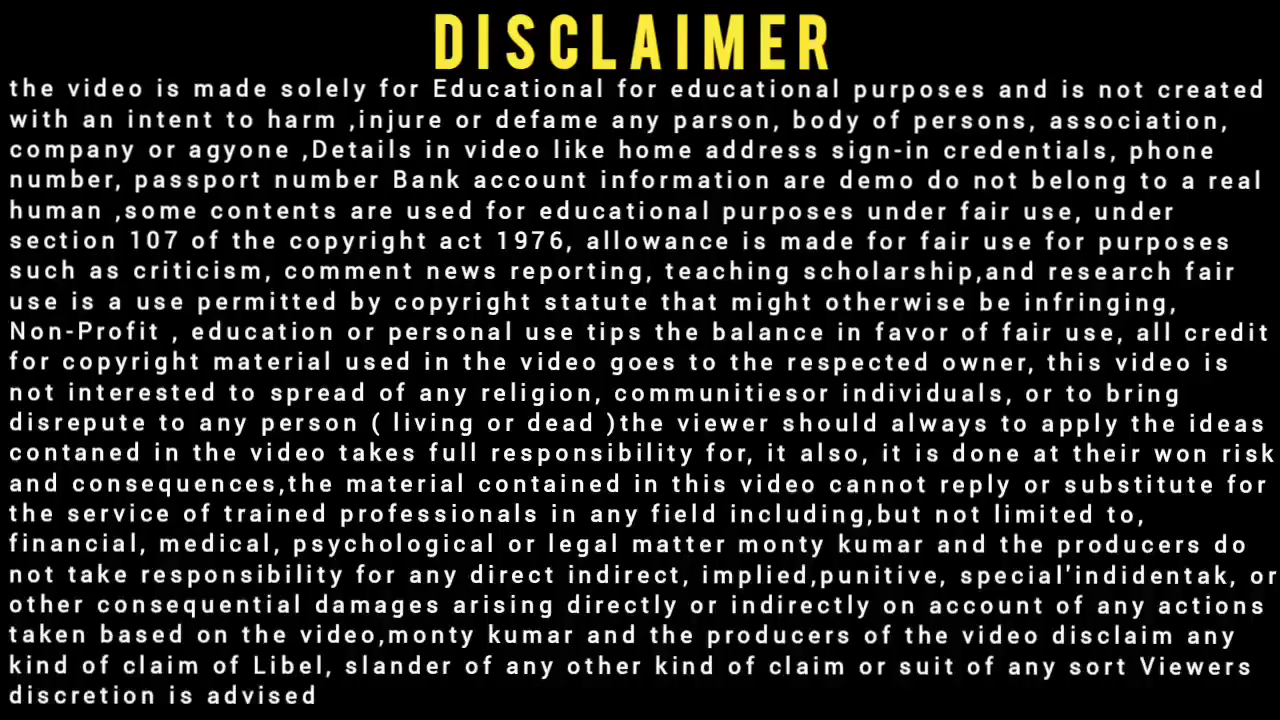 DISCLAIMER
the video is made solely for Educational for educational purposes and is not created
with an intent to harm ,injure or defame any parson, body of persons, association,
company or agyone ,Details in video like home address sign-in credentials, phone
number, passport number Bank account information are demo do not belong to a real
human ,some contents are used for educational purposes under fair use, under
section 107 of the copyright act 1976, allowance is made for fair use for purposes
such as criticism, comment news reporting, teaching scholarship,and research fair
use is a use permitted by copyright statute that might otherwise be infringing,
Non-Profit , education or personal use tips the balance in favor of fair use, all credit
for copyright material used in the video goes to the respected owner, this video is
not interested to spread of any religion, communitiesor individuals, or to bring
disrepute to any person ( living or dead )the viewer should always to apply the ideas
contaned in the video takes full responsibility for, it also, it is done at their won risk
and consequences,the material contained in this video cannot reply or substitute for
the service of trained professionals in any field including,but not limited to,
financial, medical, psychological or legal matter monty kumar and the producers do
not take responsibility for any direct indirect, implied,punitive, special'indidentak, or
other consequential damages arising directly or indirectly on account of any actions
taken based on the video,monty kumar and the producers of the video disclaim any
kind of claim of Libel, slander of any other kind of claim or suit of any sort Viewers
discretion is advised